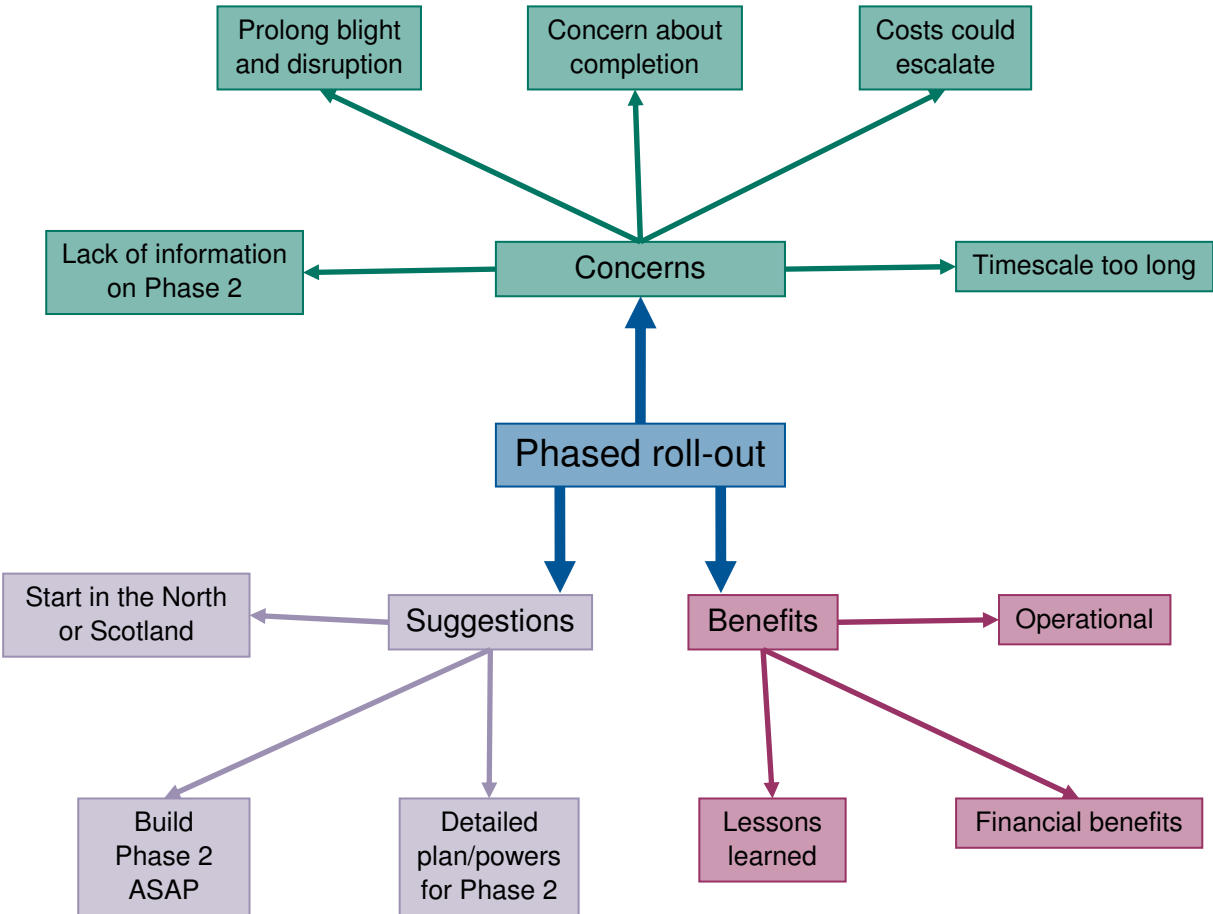 Prolong blight
and disruption
Concern about
completion
Costs could
escalate
Lack of information
on Phase 2
Concerns
Timescale too long
Phased roll-out
Start in the North
or Scotland
Suggestions
Benefits
Operational
Build
Phase 2
ASAP
Detailed
plan/powers
for Phase 2
Lessons
learned
Financial benefits